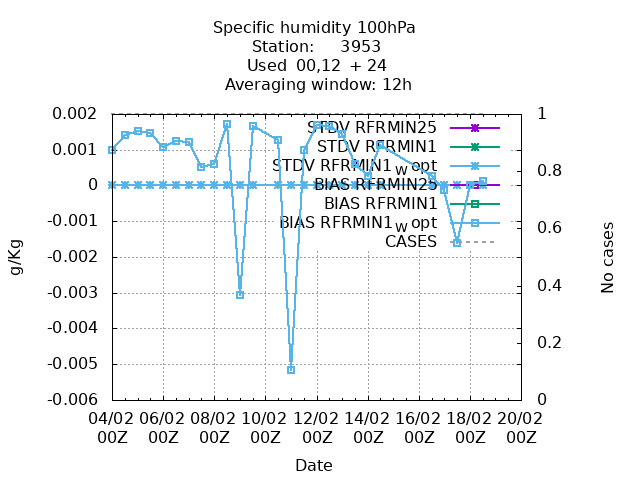 Specific humidity 100hPa
Station: 3953
Used 00,12 + 24
Averaging window: 12h
0.002
0.001
0
-0.001
-0.002
-0.003
-0.004
-0.005
-0.006
g/Kg
1
0.8
0.6
0.4
0.2
0
No cases
STDV RFRMIN25
STDV RFRMIN1
STDV RFRMIN1wopt
BIAS RFRMIN25
BIAS RFRMIN1
BIAS RFRMIN1wopt
CASES
04/02 06/02 08/02 10/02 12/02 14/02 16/02 18/02 20/02
00Z 00Z 00Z 00Z 00Z 00Z 00Z 00Z 00Z
Date